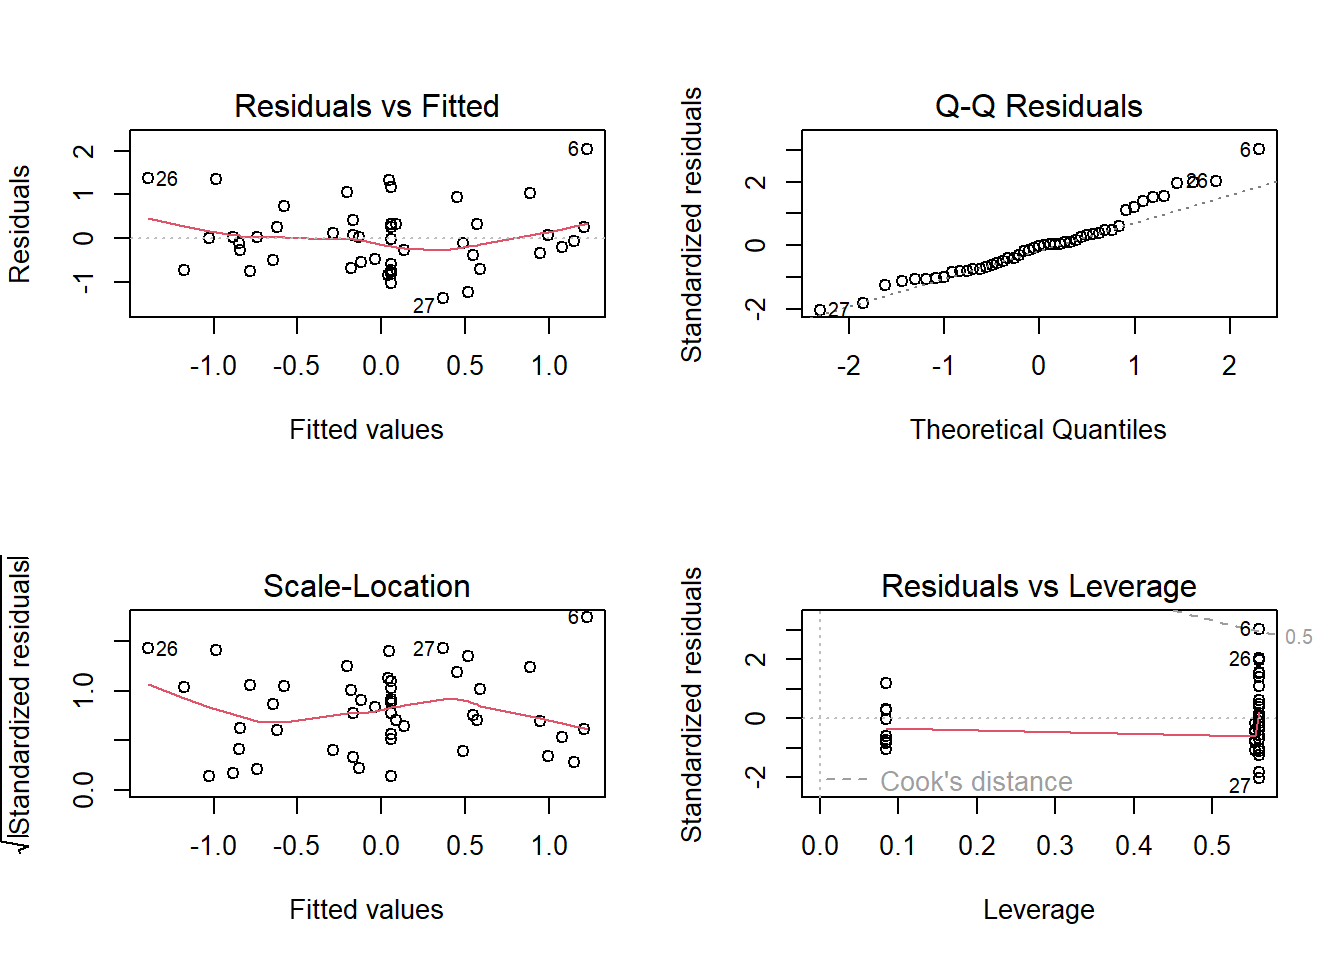 Residuals vs Fitted
Residuals
2
1
0
-1
6
26
27
-1.0 -0.5 0.0 0.5 1.0
Fitted values
Q-Q Residuals
Standardized residuals
2
0
-2
6
26
27
-2 -1 0 1 2
Theoretical Quantiles
Scale-Location
√|Standardized residuals|
1.0
0.0
6
26
27
-1.0 -0.5 0.0 0.5 1.0
Fitted values
Residuals vs Leverage
Standardized residuals
2
0
-2
6
0.5
26
27
Cook's distance
0.0 0.1 0.2 0.3 0.4 0.5
Leverage